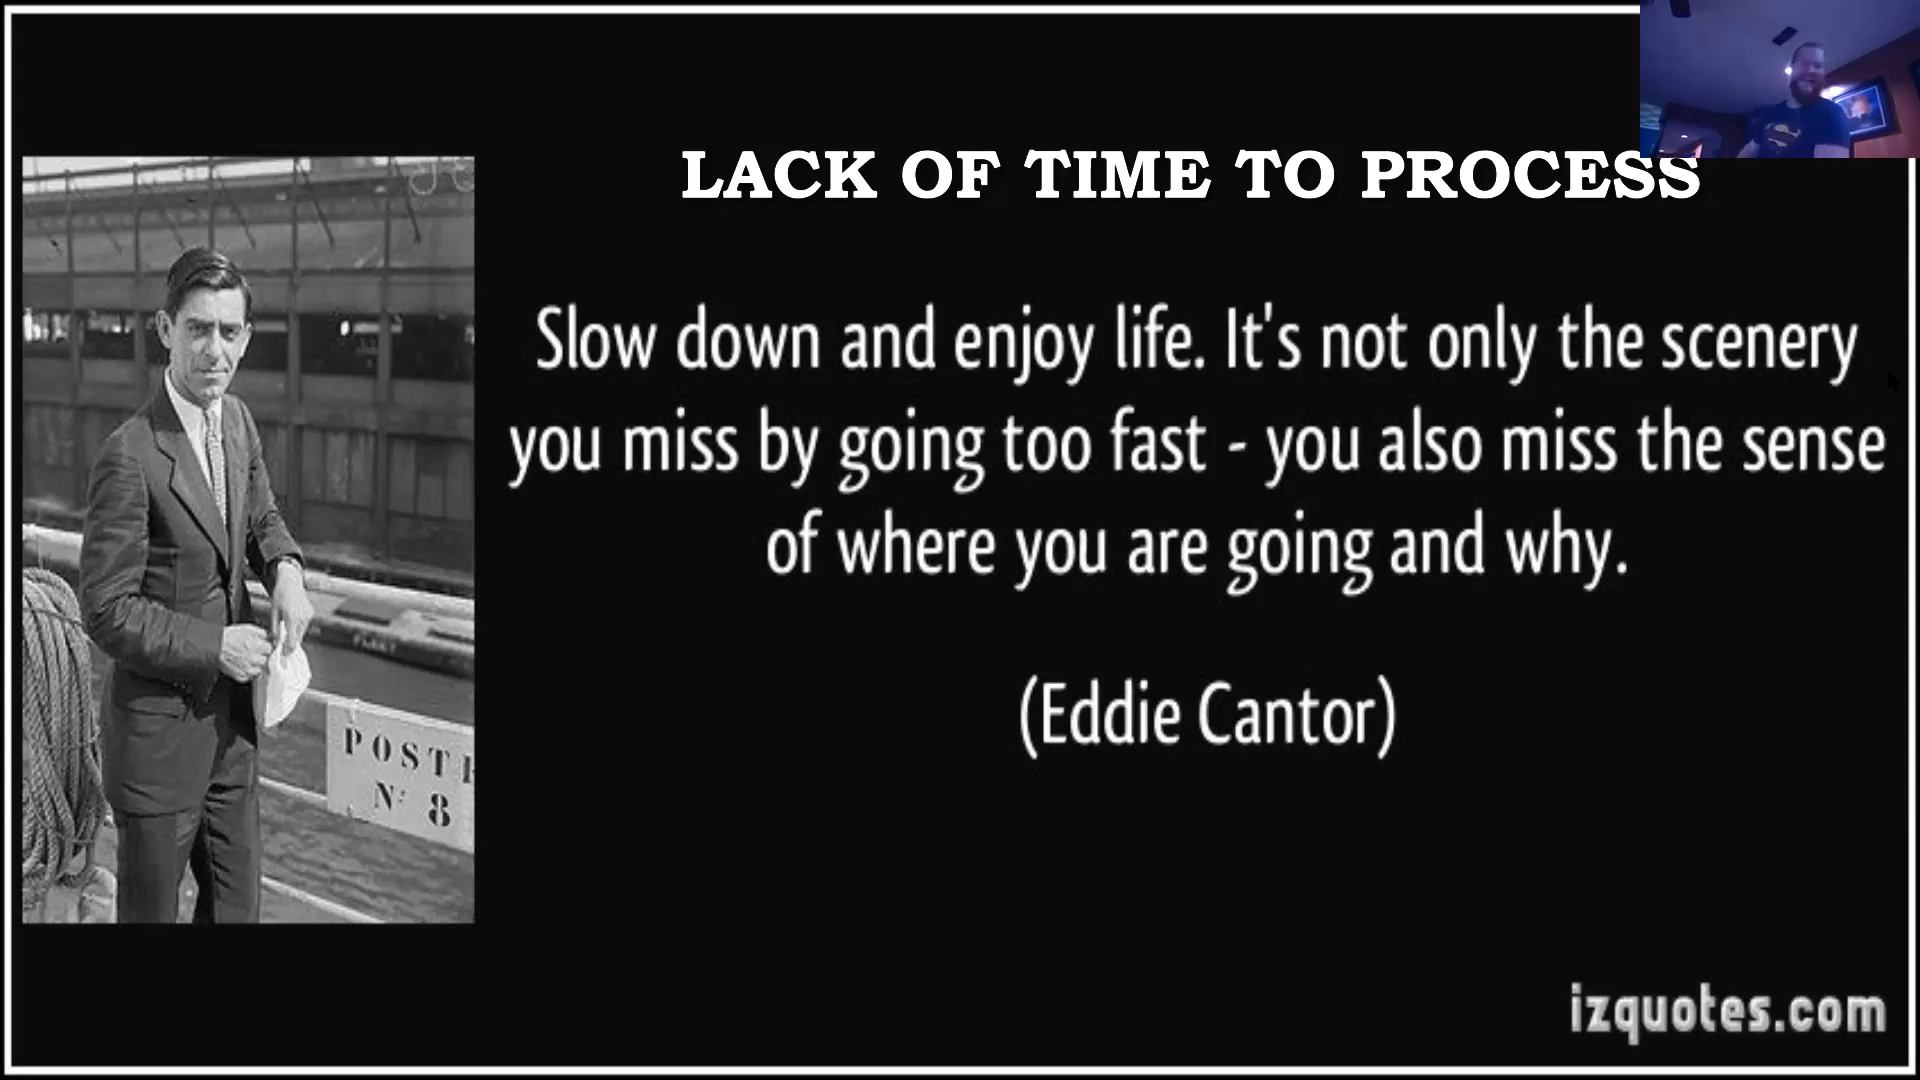 LACK OF TIME TO PROCESS
Slow down and enjoy life. It's not only the scenery
you miss by going too fast - you also miss the sense
of where you are going and why.
(Eddie Cantor)
POST
Nº 8
izquotes.com